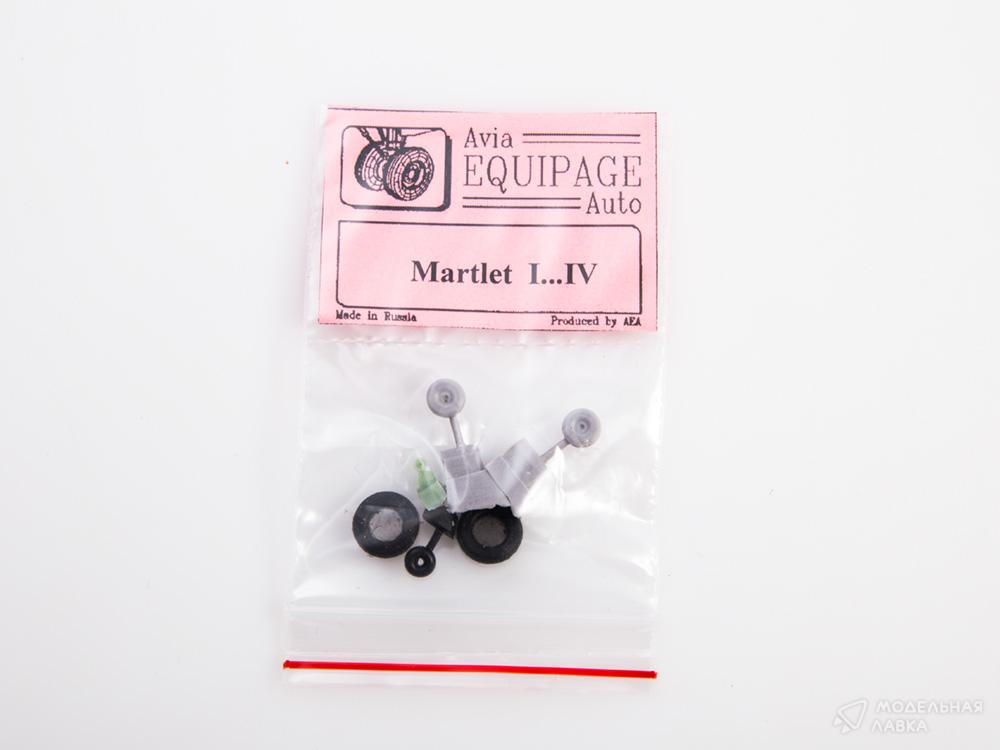 Avia
EQUIPAGE
Auto
Martlet I...IV
Made in Russia
Produced by AEA
МОДЕЛЬНАЯ
ЛАВКА